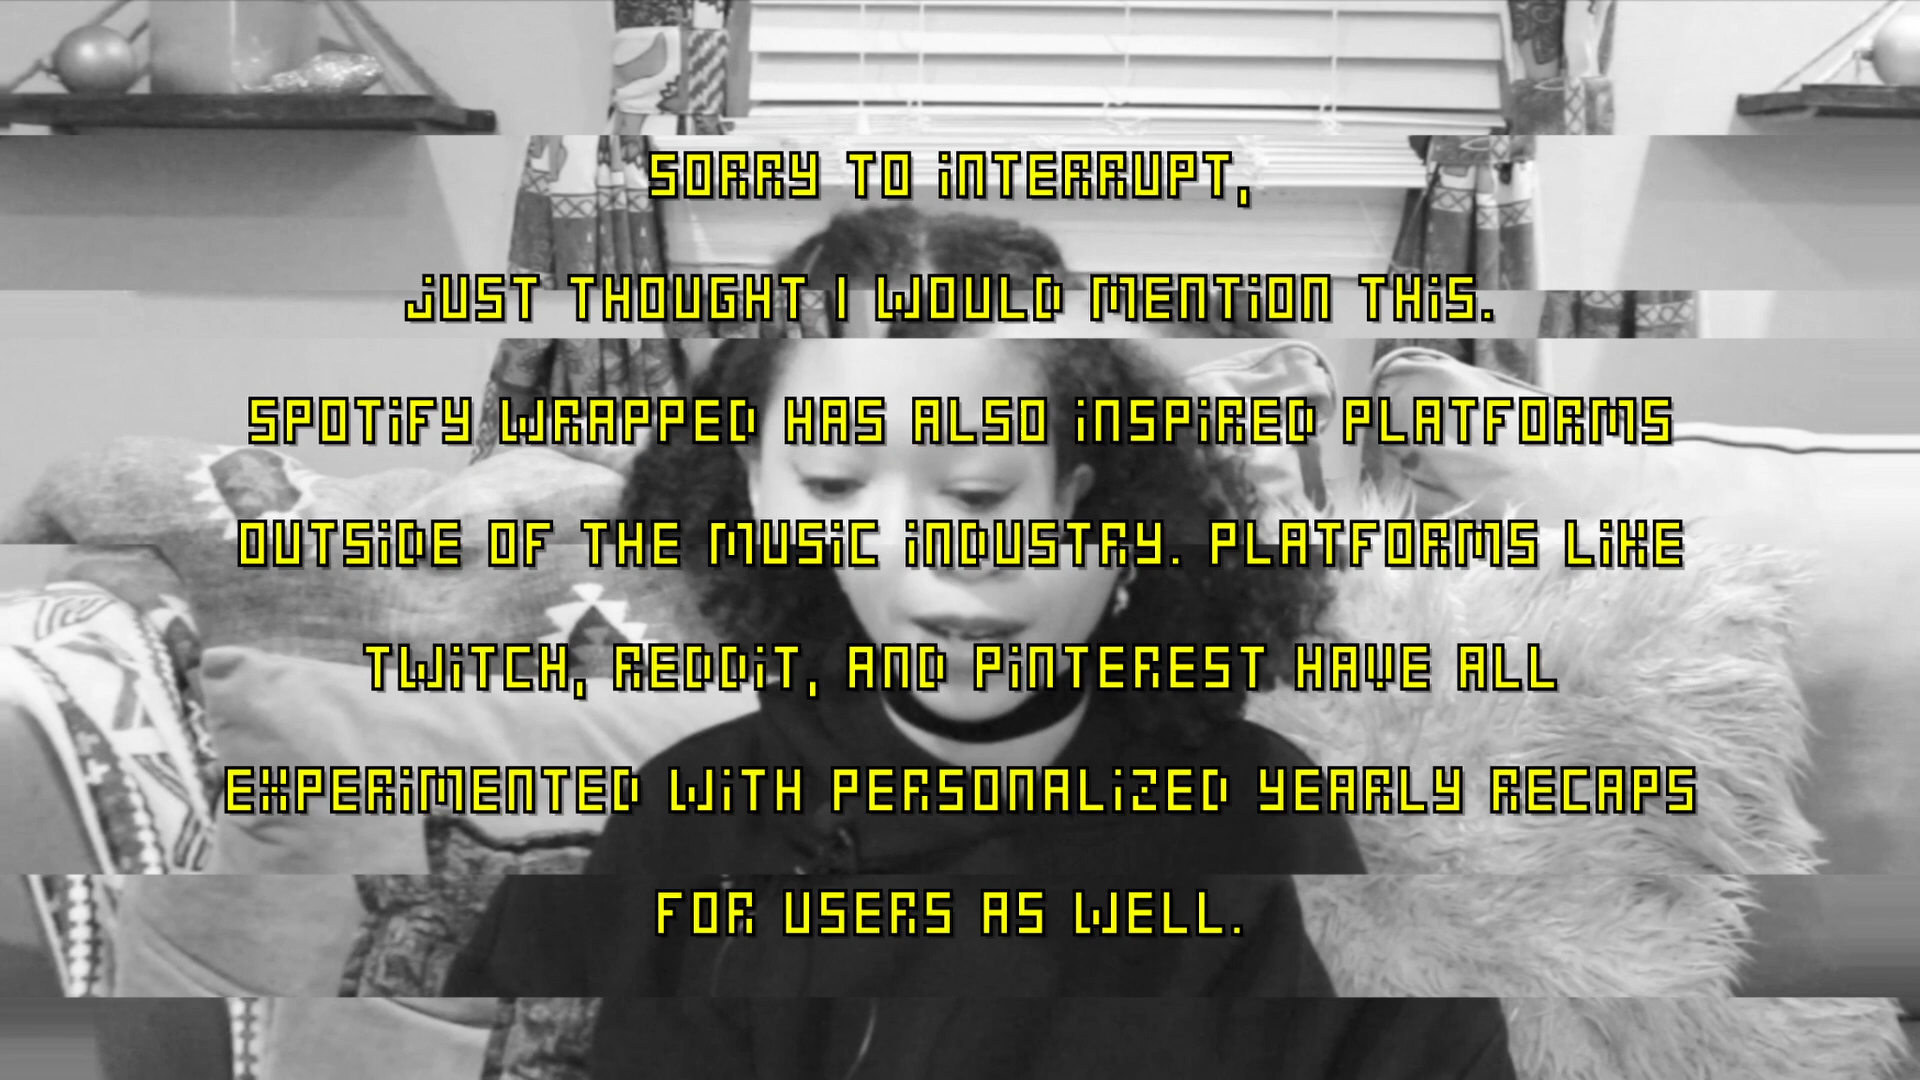 SORRY TO iNTERRUPT,
jUST THOUGHT I WOULD MENTiON THiS.
SPOTiFY WRAPPED HAS ALSO iNSPiRED PLATFORMS
OUTSiDE OF THE MUSiC iNDUSTRY. PLATFORMS LiKE
TWiTCH, REDDiT, AND PiNTEREST HAVE ALL
EXPERiMENTED WiTH PERSONALiZED YEARLY RECAPS
FOR USERS AS WELL.